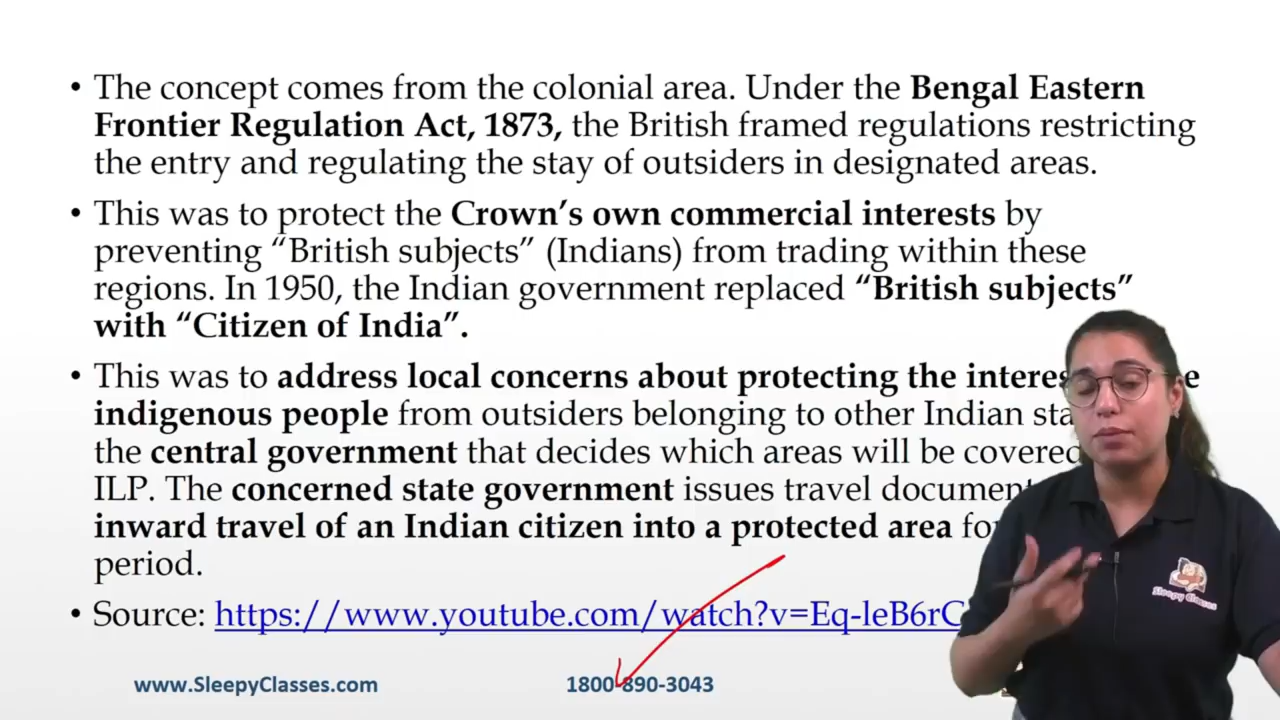 • The concept comes from the colonial area. Under the Bengal Eastern
Frontier Regulation Act, 1873, the British framed regulations restricting
the entry and regulating the stay of outsiders in designated areas.
• This was to protect the Crown’s own commercial interests by
preventing “British subjects” (Indians) from trading within these
regions. In 1950, the Indian government replaced “British subjects”
with “Citizen of India”.
• This was to address local concerns about protecting the
indigenous people from outsiders belonging to other Indian
the central government that decides which areas will be covered
ILP. The concerned state government issues travel
inward travel of an Indian citizen into a protected area
period.
• Source: https://www.youtube.com/watch?v=Eq-leB6rC
www.SleepyClasses.com 1800-890-3043
Sleepy Classes